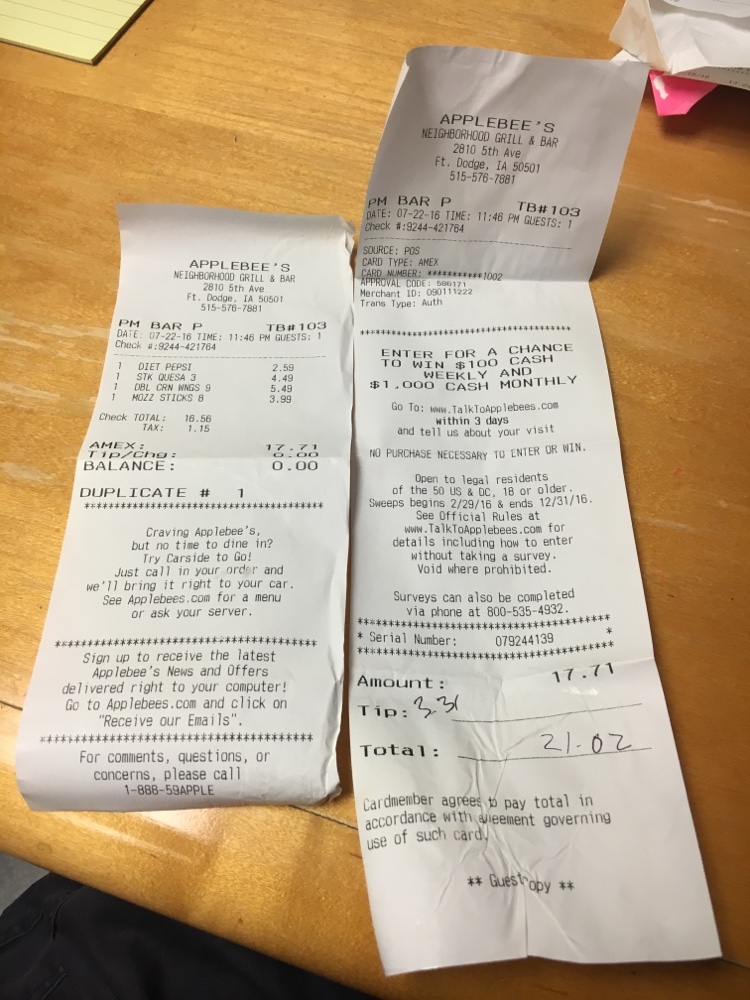 APPLEBEE'S
NEIGHBORHOOD GRILL & BAR
2810 5th Ave
Ft. Dodge, IA 50501
515-576-7881
PM BAR P TB#103
DATE: 07-22-16 TIME: 11:46 PM GUESTS: 1
Check #:9244-421764
1 DIET PEPSI 2.59
1 STK QUESA 3 4.49
1 DBL CRN WNGS 9 5.49
1 MOZZ STICKS 8 3.99
Check TOTAL: 16.56
TAX: 1.15
AMEX: 17.71
Tip/Chg: 0.00
BALANCE: 0.00
DUPLICATE # 1
************************************
Craving Applebee's,
but no time to dine in?
Try Carside to Go!
Just call in your order and
we'll bring it right to your car.
See Applebees.com for a menu
or ask your server.
************************************
Sign up to receive the latest
Applebee's News and Offers
delivered right to your computer!
Go to Applebees.com and click on
"Receive our Emails".
************************************
For comments, questions, or
concerns, please call
1-888-59APPLE
APPLEBEE'S
NEIGHBORHOOD GRILL & BAR
2810 5th Ave
Ft. Dodge, IA 50501
515-576-7881
PM BAR P TB#103
DATE: 07-22-16 TIME: 11:46 PM GUESTS: 1
Check #:9244-421764
SOURCE: POS
CARD TYPE: AMEX
CARD NUMBER: ***********1002
APPROVAL CODE: 586171
Merchant ID: 090111222
Trans Type: Auth
************************************
ENTER FOR A CHANCE
TO WIN $100 CASH
WEEKLY AND
$1,000 CASH MONTHLY
Go To: www.TalkToApplebees.com
within 3 days
and tell us about your visit
NO PURCHASE NECESSARY TO ENTER OR WIN.
Open to legal residents
of the 50 US & DC, 18 or older.
Sweeps begins 2/29/16 & ends 12/31/16.
See Official Rules at
www.TalkToApplebees.com for
details including how to enter
without taking a survey.
Void where prohibited.
Surveys can also be completed
via phone at 800-535-4932.
************************************
* Serial Number: 079244139 *
************************************
Amount: 17.71
Tip: 3.31
Total: 21.02
Cardmember agrees to pay total in
accordance with agreement governing
use of such card.
** Guest Copy **